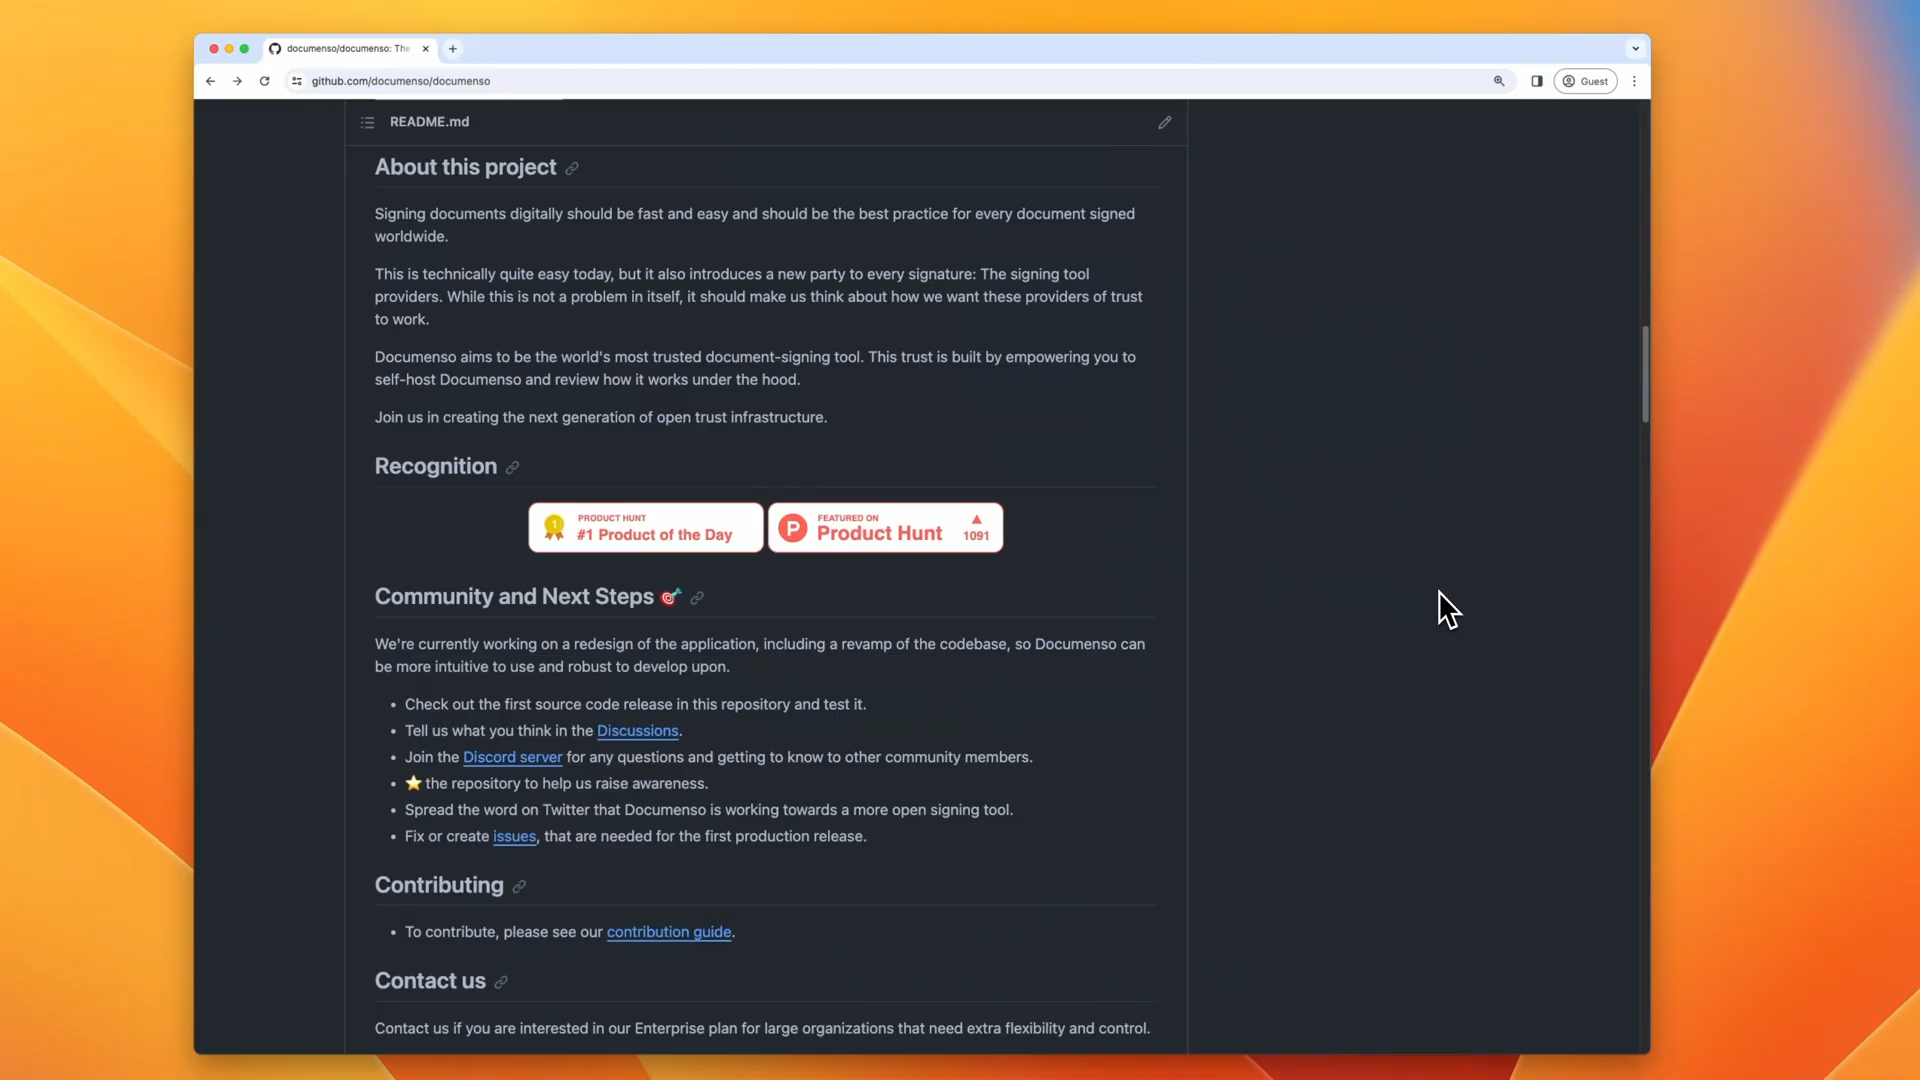 documenso/documenso: The
github.com/documenso/documenso
Guest
README.md
About this project
Signing documents digitally should be fast and easy and should be the best practice for every document signed
worldwide.
This is technically quite easy today, but it also introduces a new party to every signature: The signing tool
providers. While this is not a problem in itself, it should make us think about how we want these providers of trust
to work.
Documenso aims to be the world's most trusted document-signing tool. This trust is built by empowering you to
self-host Documenso and review how it works under the hood.
Join us in creating the next generation of open trust infrastructure.
Recognition
1
PRODUCT HUNT
#1 Product of the Day
P
FEATURED ON
Product Hunt
1091
Community and Next Steps 🎯
We're currently working on a redesign of the application, including a revamp of the codebase, so Documenso can
be more intuitive to use and robust to develop upon.
• Check out the first source code release in this repository and test it.
• Tell us what you think in the Discussions.
• Join the Discord server for any questions and getting to know to other community members.
• ⭐ the repository to help us raise awareness.
• Spread the word on Twitter that Documenso is working towards a more open signing tool.
• Fix or create issues, that are needed for the first production release.
Contributing
• To contribute, please see our contribution guide.
Contact us
Contact us if you are interested in our Enterprise plan for large organizations that need extra flexibility and control.